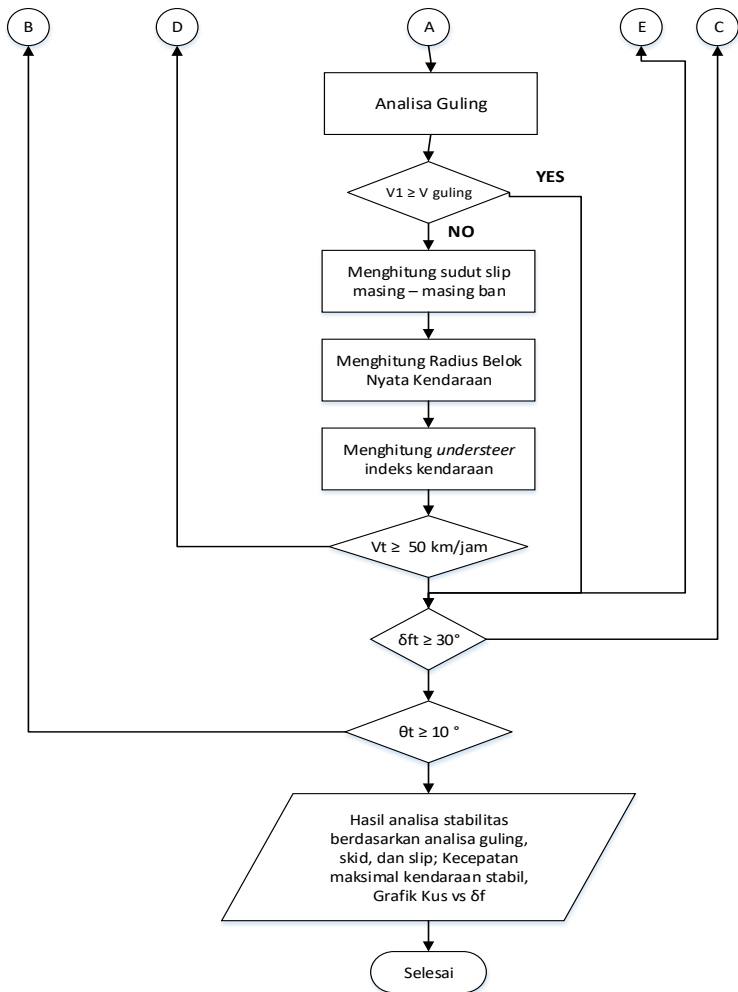 B
D
A
E
C
Analisa Guling
V1 ≥ V guling
YES
NO
Menghitung sudut slip
masing – masing ban
Menghitung Radius Belok
Nyata Kendaraan
Menghitung understeer
indeks kendaraan
Vt ≥ 50 km/jam
δft ≥ 30°
θt ≥ 10 °
Hasil analisa stabilitas
berdasarkan analisa guling,
skid, dan slip; Kecepatan
maksimal kendaraan stabil,
Grafik Kus vs δf
Selesai